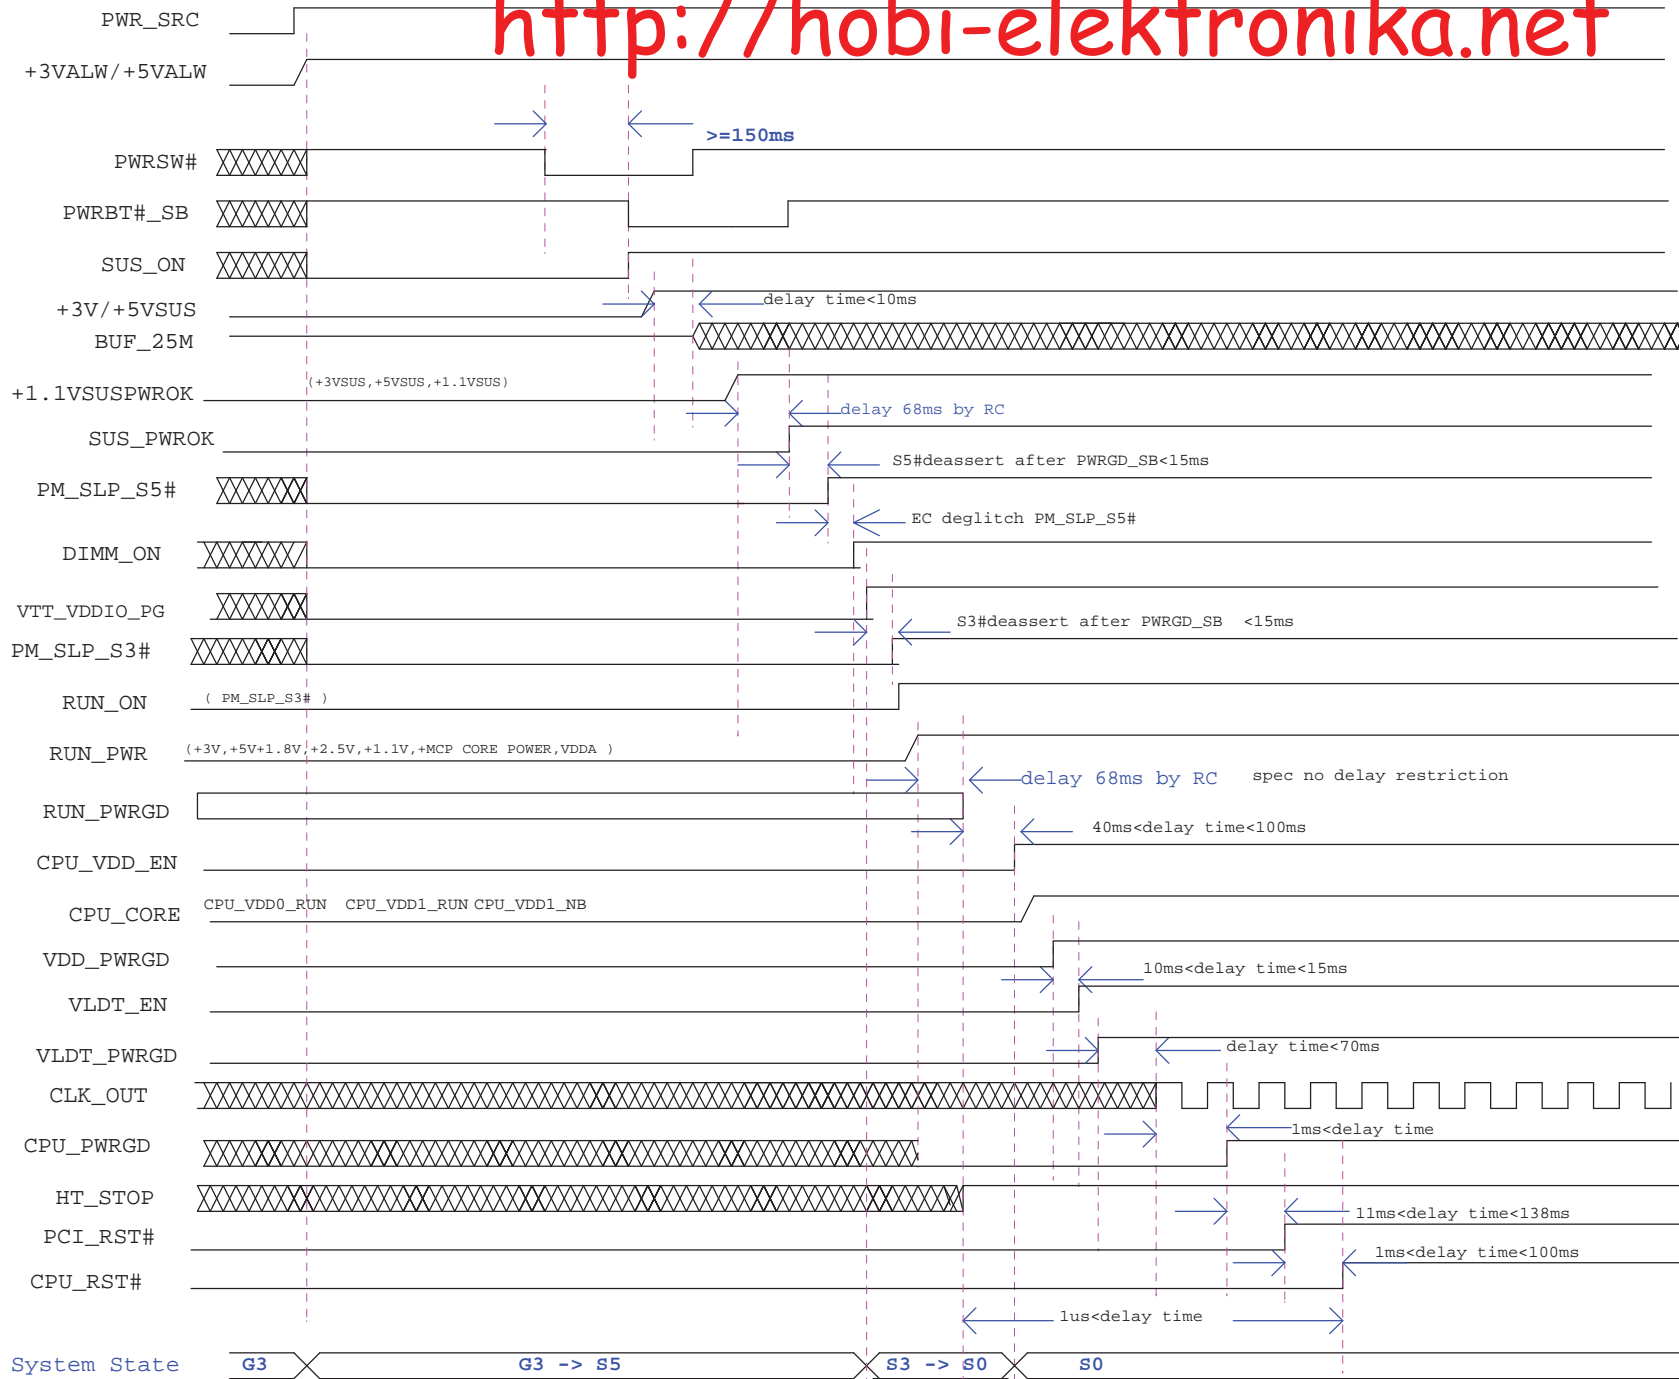 http://hobi-elektronika.net
PWR_SRC
+3VALW/+5VALW
>=150ms
PWRSW#
PWRBT#_SB
SUS_ON
delay time<10ms
+3V/+5VSUS
BUF_25M
(+3VSUS,+5VSUS,+1.1VSUS)
+1.1VSUSPWROK
delay 68ms by RC
SUS_PWROK
S5#deassert after PWRGD_SB<15ms
PM_SLP_S5#
EC deglitch PM_SLP_S5#
DIMM_ON
VTT_VDDIO_PG
S3#deassert after PWRGD_SB <15ms
PM_SLP_S3#
RUN_ON ( PM_SLP_S3# )
RUN_PWR (+3V,+5V+1.8V,+2.5V,+1.1V,+MCP CORE POWER,VDDA )
delay 68ms by RC spec no delay restriction
RUN_PWRGD
40ms<delay time<100ms
CPU_VDD_EN
CPU_VDD0_RUN CPU_VDD1_RUN CPU_VDD1_NB
CPU_CORE
VDD_PWRGD
10ms<delay time<15ms
VLDT_EN
delay time<70ms
VLDT_PWRGD
CLK_OUT
1ms<delay time
CPU_PWRGD
HT_STOP
11ms<delay time<138ms
PCI_RST#
1ms<delay time<100ms
CPU_RST#
1us<delay time
System State G3 G3 -> S5 S3 -> S0 S0